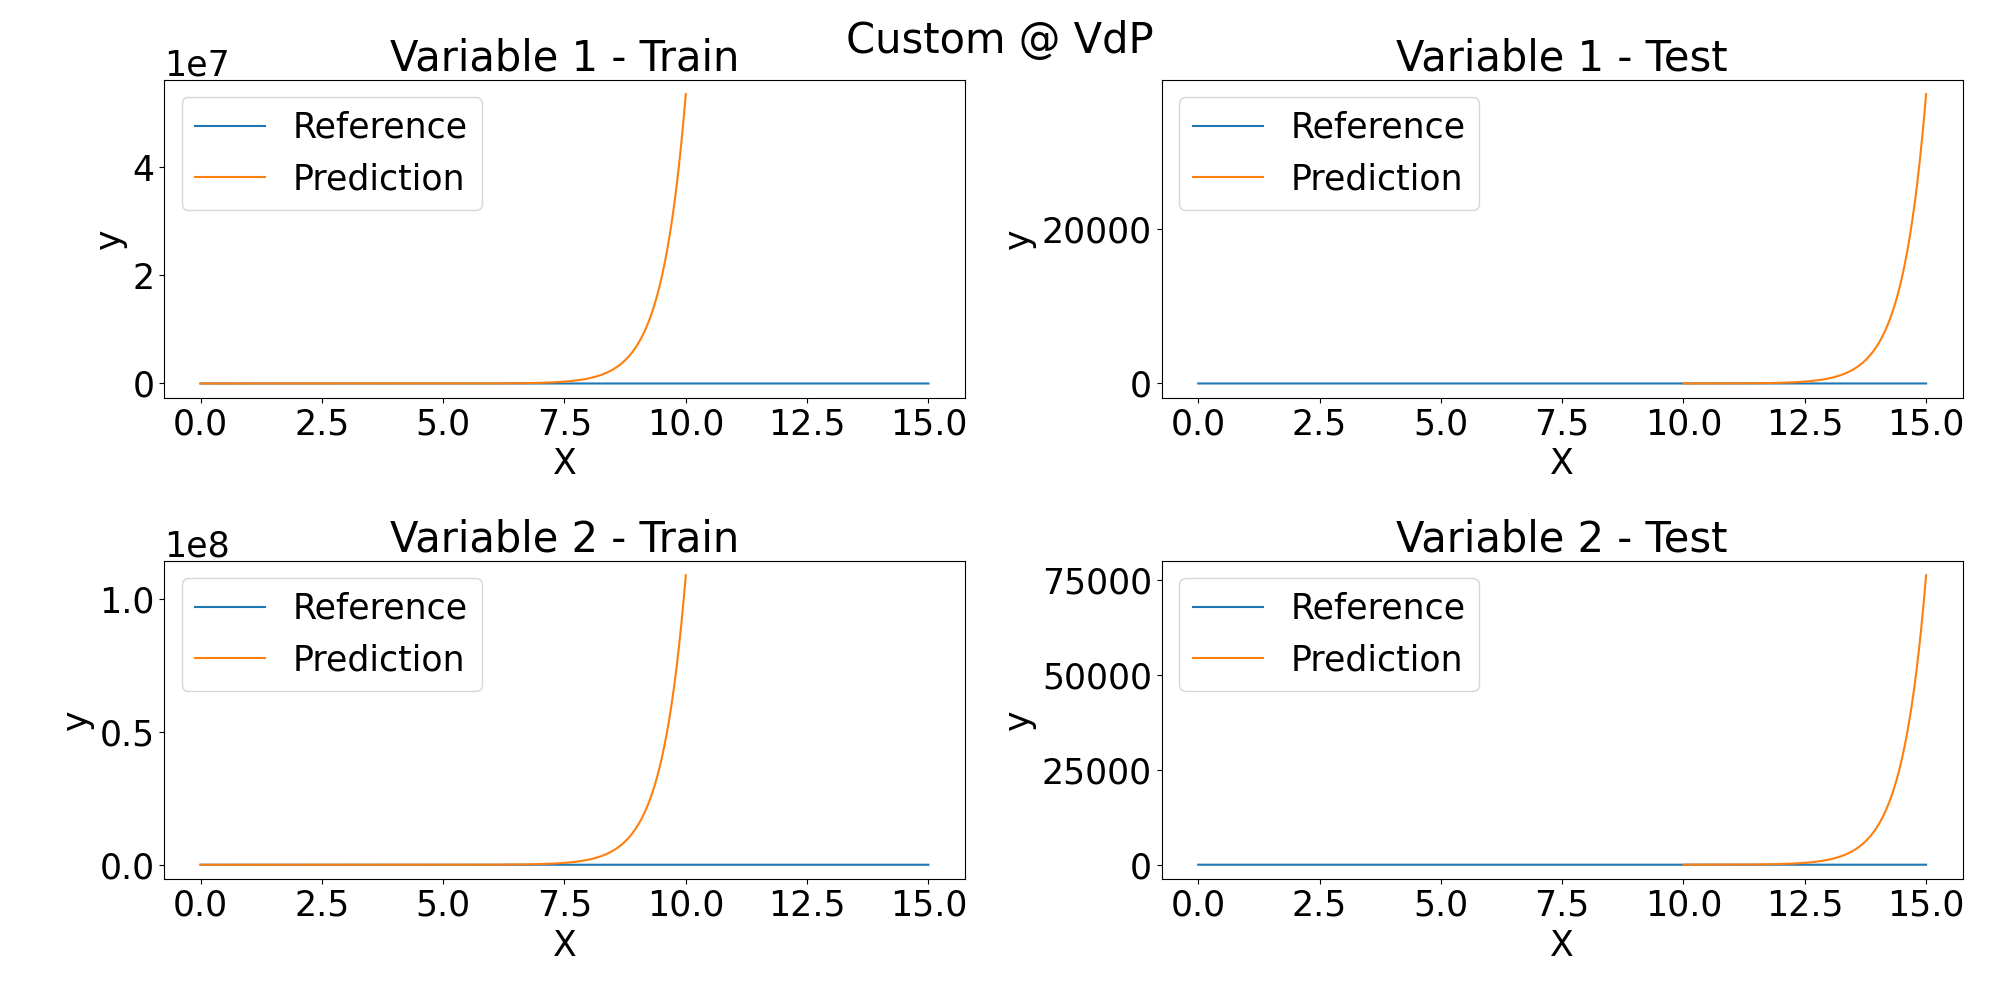 Custom @ VdP
Variable 1 - Train
1e7
Reference
Prediction
4
2
0
y
0.0 2.5 5.0 7.5 10.0 12.5 15.0
X
Variable 1 - Test
Reference
Prediction
20000
0
y
0.0 2.5 5.0 7.5 10.0 12.5 15.0
X
Variable 2 - Train
1e8
Reference
Prediction
1.0
0.5
0.0
y
0.0 2.5 5.0 7.5 10.0 12.5 15.0
X
Variable 2 - Test
Reference
Prediction
75000
50000
25000
0
y
0.0 2.5 5.0 7.5 10.0 12.5 15.0
X